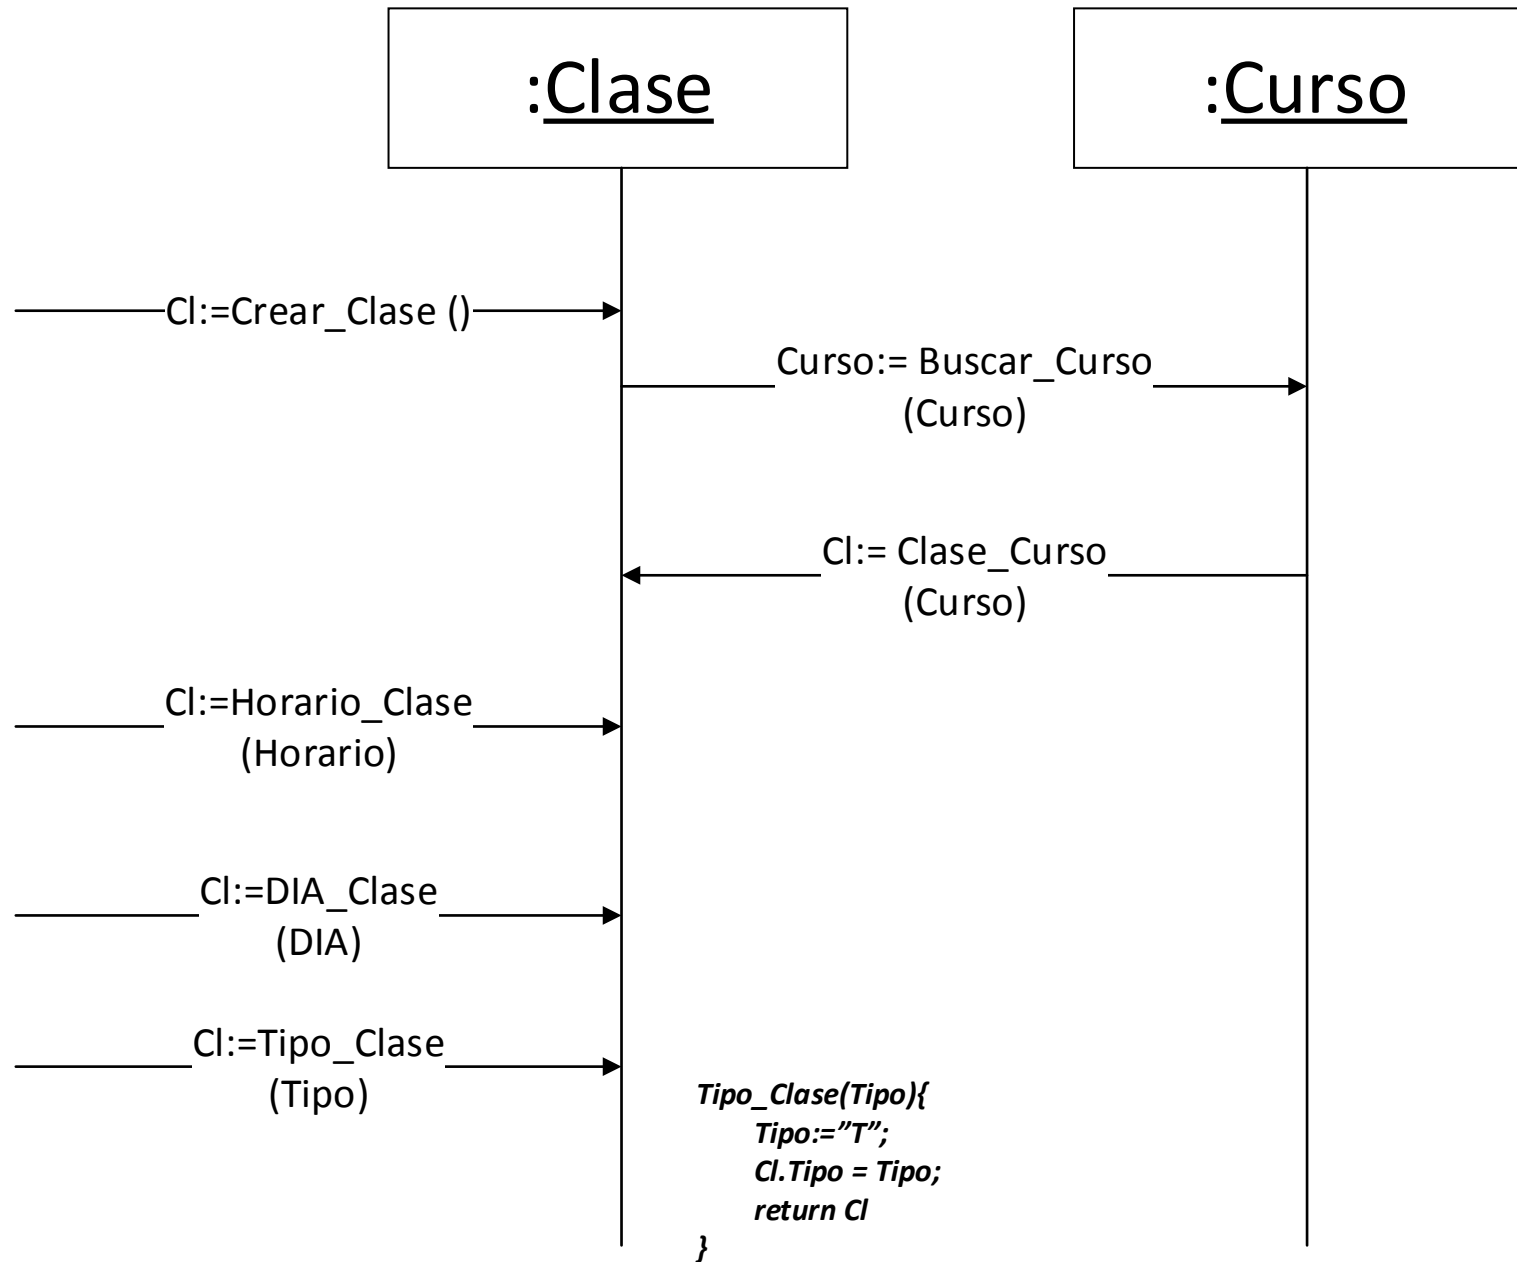 :Clase
:Curso
Cl:=Crear_Clase ()
Curso:= Buscar_Curso
(Curso)
Cl:= Clase_Curso
(Curso)
Cl:=Horario_Clase
(Horario)
Cl:=DIA_Clase
(DIA)
Cl:=Tipo_Clase
(Tipo)
Tipo_Clase(Tipo){
Tipo:=”T”;
Cl.Tipo = Tipo;
return Cl
}